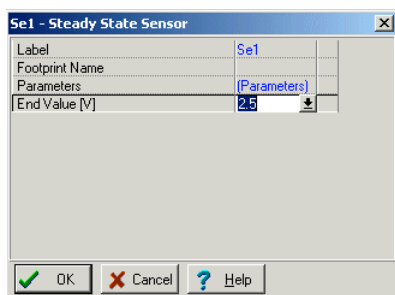 Se1 - Steady State Sensor
Label Se1
Footprint Name
Parameters (Parameters)
End Value [V] 2.5
OK Cancel Help